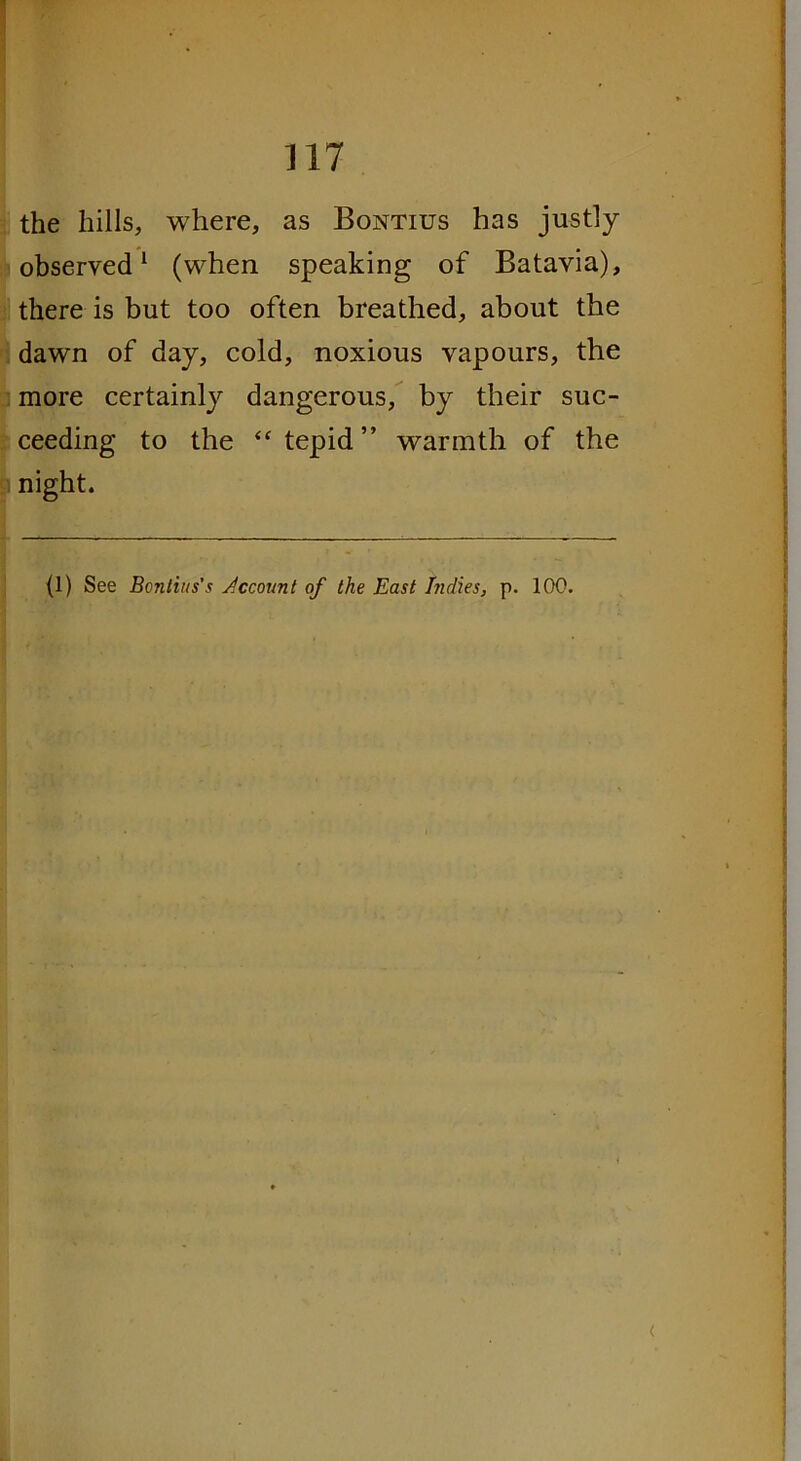 117
the hills, where, as Bontius has justly
observed¹ (when speaking of Batavia),
there is but too often breathed, about the
dawn of day, cold, noxious vapours, the
more certainly dangerous, by their suc-
ceeding to the “tepid” warmth of the
night.
(1) See Bontius's Account of the East Indies, p. 100.